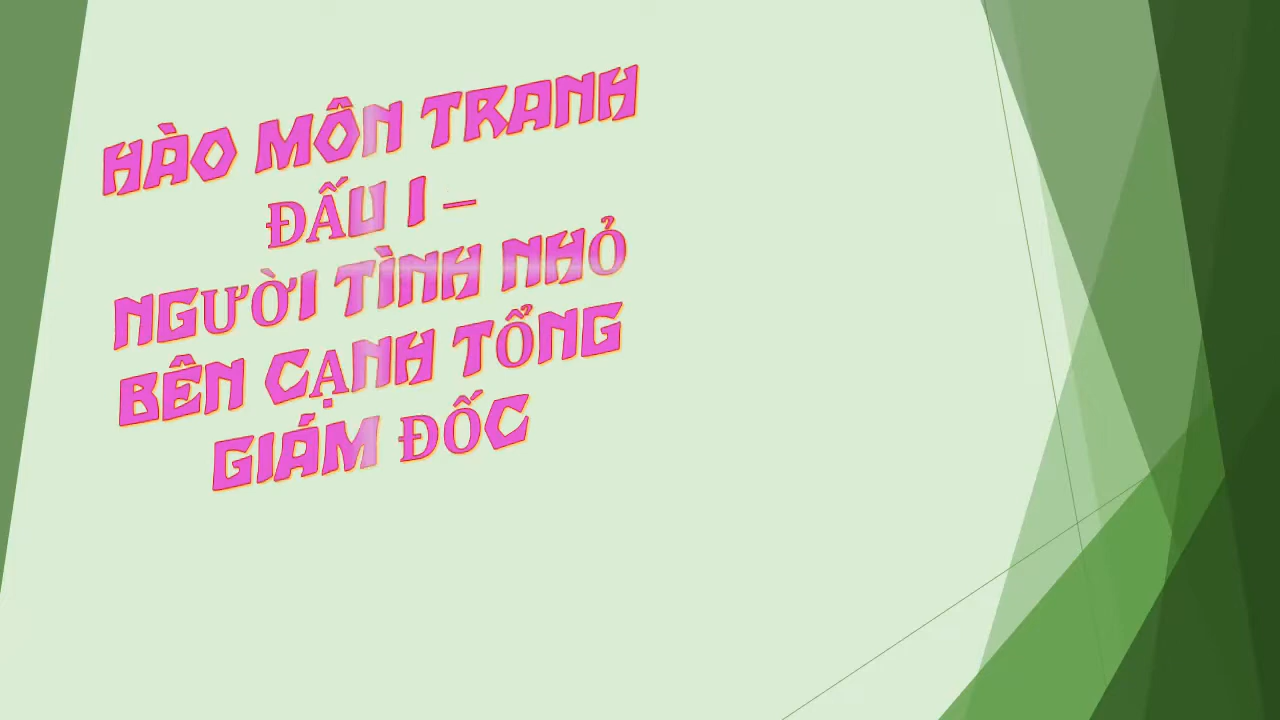 HÀO MÔN TRANH
ĐẤU I –
NGƯỜI TÌNH NHỎ
BÊN CẠNH TỔNG
GIÁM ĐỐC